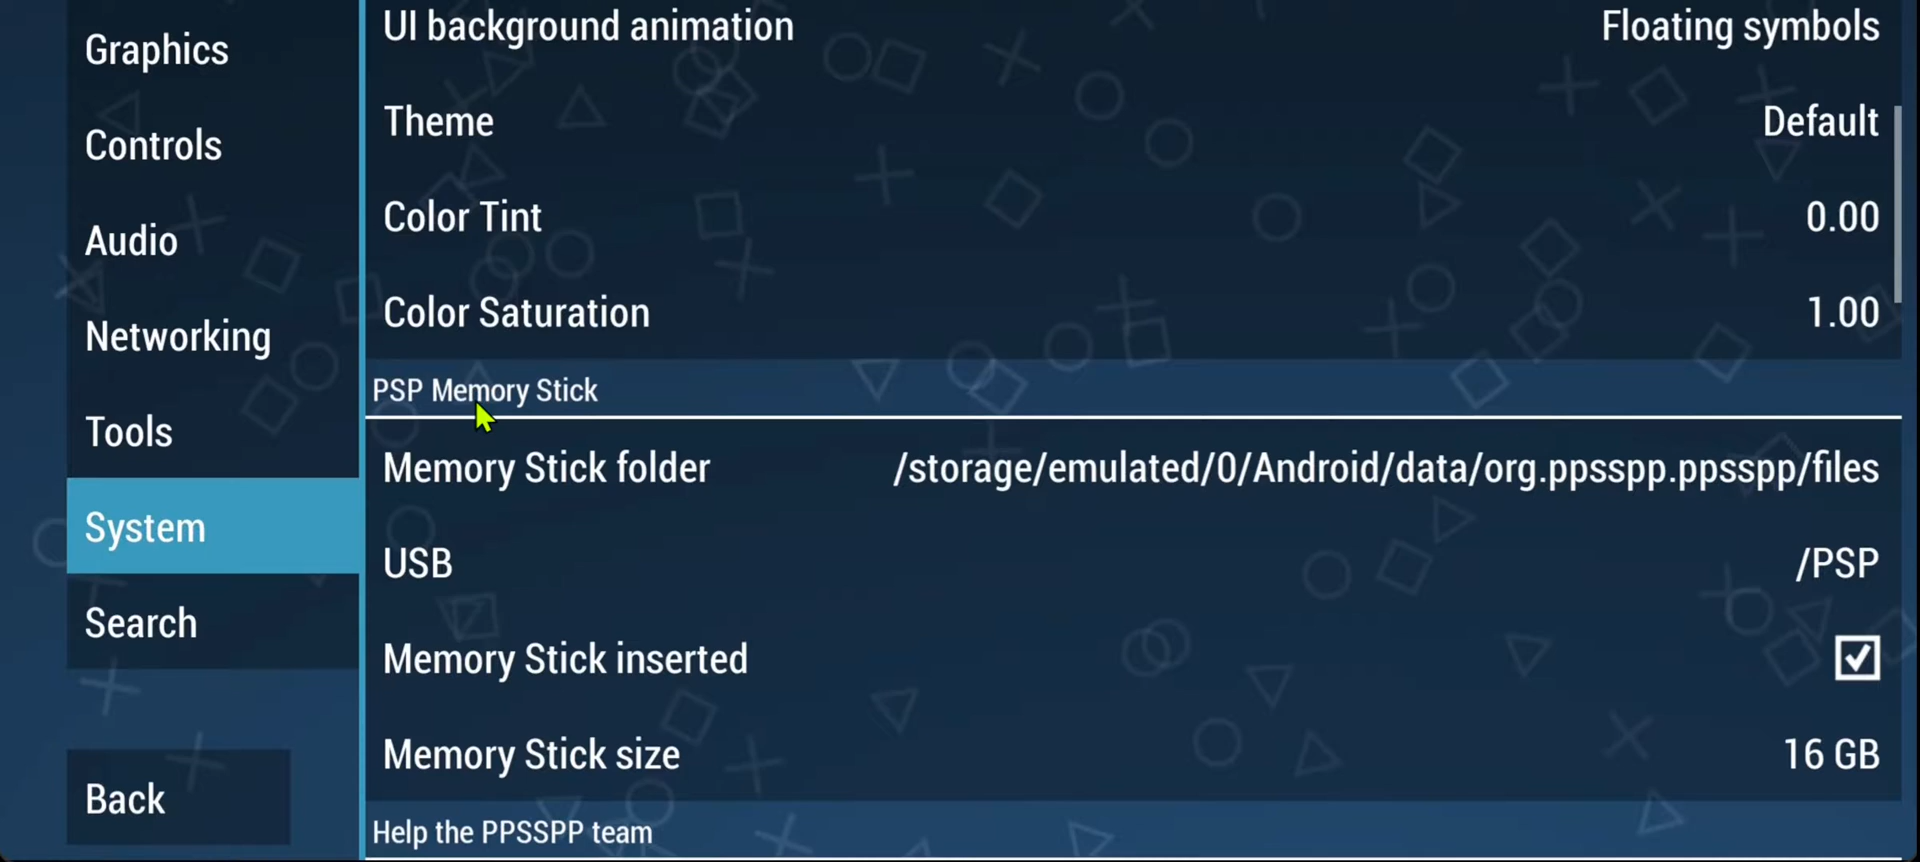 Graphics
Controls
Audio
Networking
Tools
System
Search
Back
UI background animation Floating symbols
Theme Default
Color Tint 0.00
Color Saturation 1.00
PSP Memory Stick
Memory Stick folder /storage/emulated/0/Android/data/org.ppsspp.ppsspp/files
USB /PSP
Memory Stick inserted
Memory Stick size 16 GB
Help the PPSSPP team